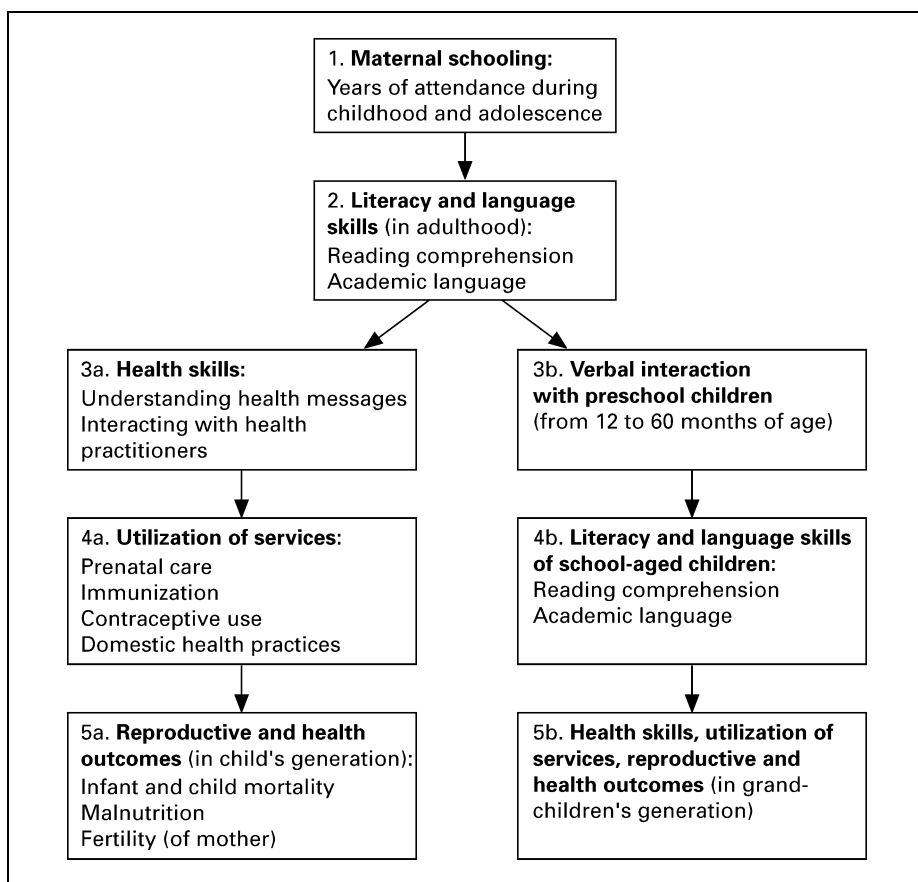 1. Maternal schooling:
Years of attendance during
childhood and adolescence
2. Literacy and language
skills (in adulthood):
Reading comprehension
Academic language
3a. Health skills:
Understanding health messages
Interacting with health
practitioners
3b. Verbal interaction
with preschool children
(from 12 to 60 months of age)
4a. Utilization of services:
Prenatal care
Immunization
Contraceptive use
Domestic health practices
4b. Literacy and language skills
of school-aged children:
Reading comprehension
Academic language
5a. Reproductive and health
outcomes (in child's generation):
Infant and child mortality
Malnutrition
Fertility (of mother)
5b. Health skills, utilization of
services, reproductive and
health outcomes (in grand-
children's generation)